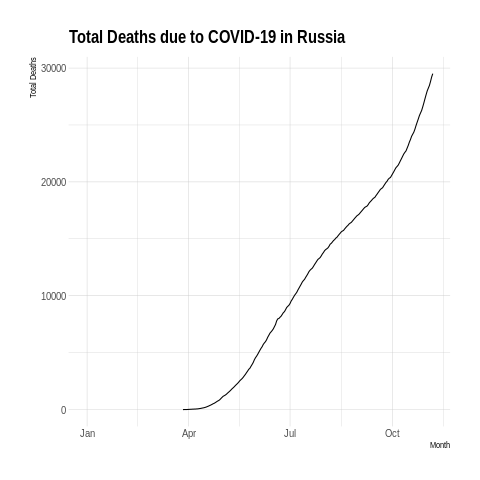 Total Deaths due to COVID-19 in Russia
Total Deaths
30000
20000
10000
0
Jan Apr Jul Oct
Month